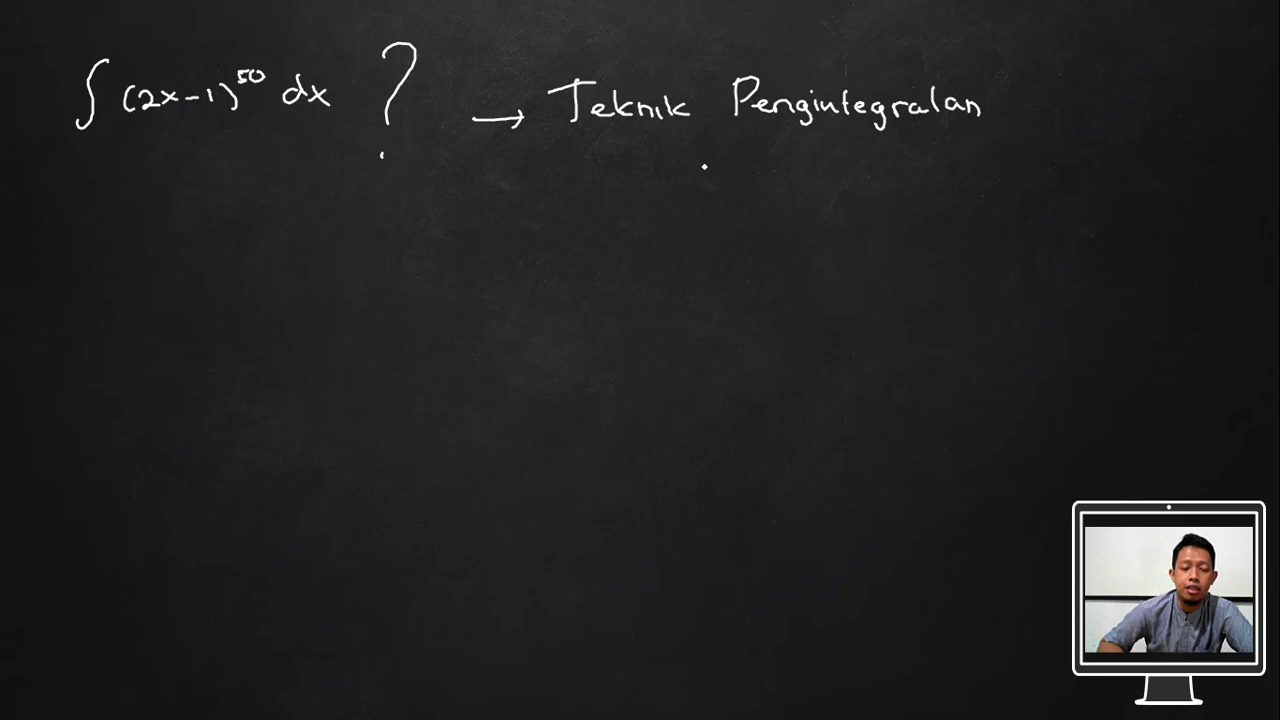 ∫ (2x-1)^50 dx ? → Teknik Pengintegralan